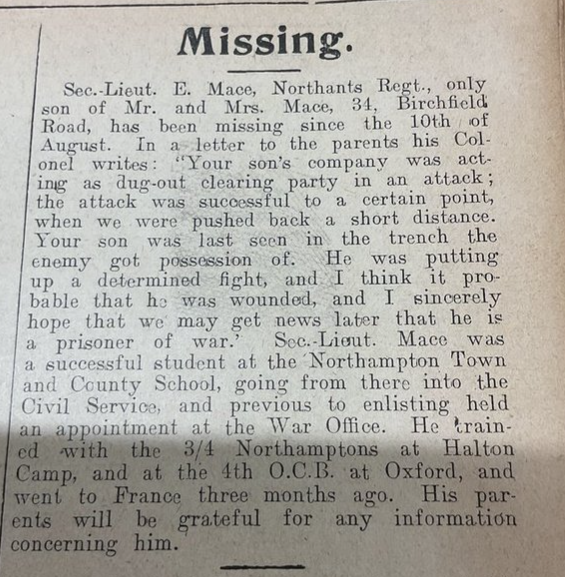 Missing.
Sec.-Lieut. E. Mace, Northants Regt., only
son of Mr. and Mrs. Mace, 34, Birchfield
Road, has been missing since the 10th of
August. In a letter to the parents his Col-
onel writes: "Your son's company was act-
ing as dug-out clearing party in an attack;
the attack was successful to a certain point,
when we were pushed back a short distance.
Your son was last seen in the trench the
enemy got possession of. He was putting
up a determined fight, and I think it pro-
bable that he was wounded, and I sincerely
hope that we may get news later that he is
a prisoner of war.' Sec.-Lieut. Mace was
a successful student at the Northampton Town
and County School, going from there into the
Civil Service, and previous to enlisting held
an appointment at the War Office. He train-
ed with the 3/4 Northamptons at Halton
Camp, and at the 4th O.C.B. at Oxford, and
went to France three months ago. His par-
ents will be grateful for any information
concerning him.